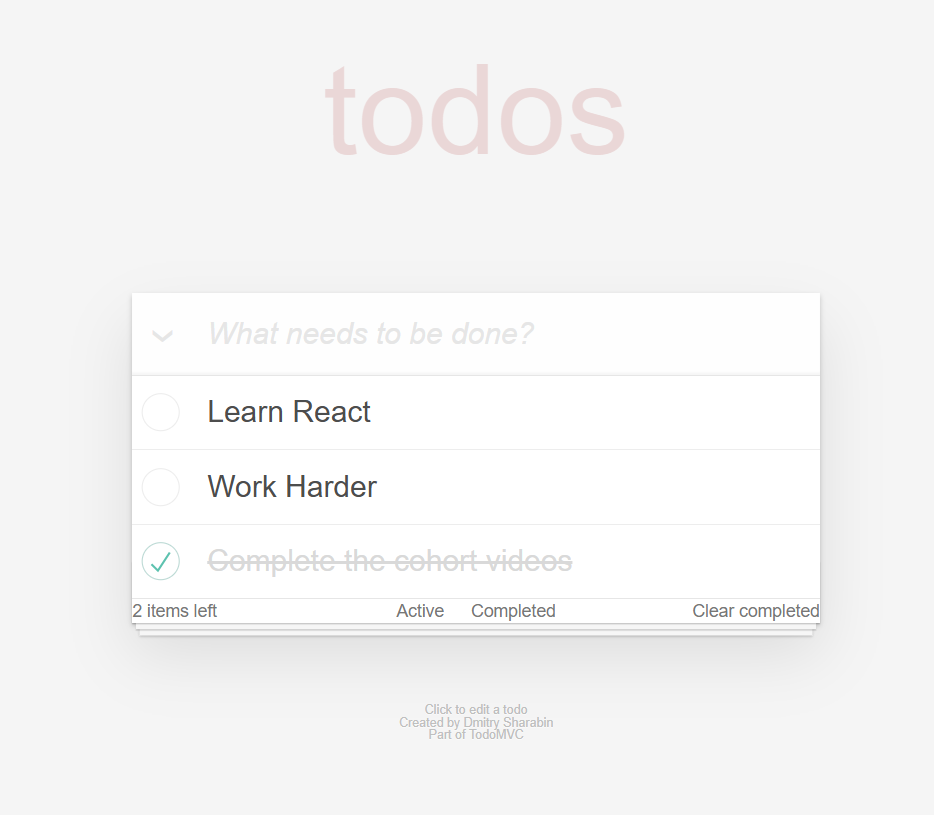 todos
What needs to be done?
Learn React
Work Harder
Complete the cohort videos
2 items left Active Completed Clear completed
Click to edit a todo
Created by Dmitry Sharabin
Part of TodoMVC